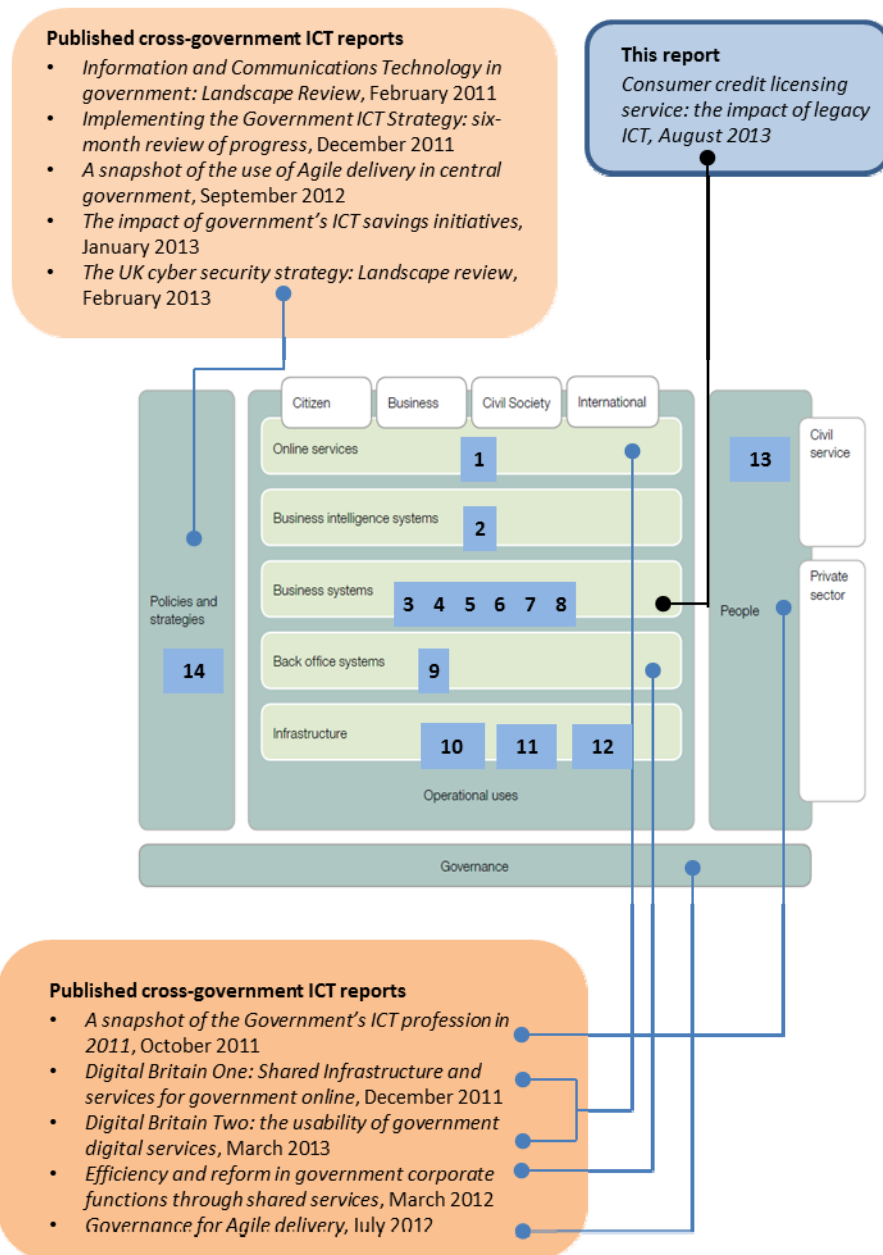 Published cross-government ICT reports
• Information and Communications Technology in
government: Landscape Review, February 2011
• Implementing the Government ICT Strategy: six-
month review of progress, December 2011
• A snapshot of the use of Agile delivery in central
government, September 2012
• The impact of government's ICT savings initiatives,
January 2013
• The UK cyber security strategy: Landscape review,
February 2013
This report
Consumer credit licensing
service: the impact of legacy
ICT, August 2013
Citizen
Business
Civil Society
International
Online services
1
Business intelligence systems
2
Business systems
3 4 5 6 7 8
Back office systems
9
Infrastructure
10 11 12
Operational uses
Policies and
strategies
14
13
People
Civil
service
Private
sector
Governance
Published cross-government ICT reports
• A snapshot of the Government's ICT profession in
2011, October 2011
• Digital Britain One: Shared Infrastructure and
services for government online, December 2011
• Digital Britain Two: the usability of government
digital services, March 2013
• Efficiency and reform in government corporate
functions through shared services, March 2012
• Governance for Agile delivery, July 2012